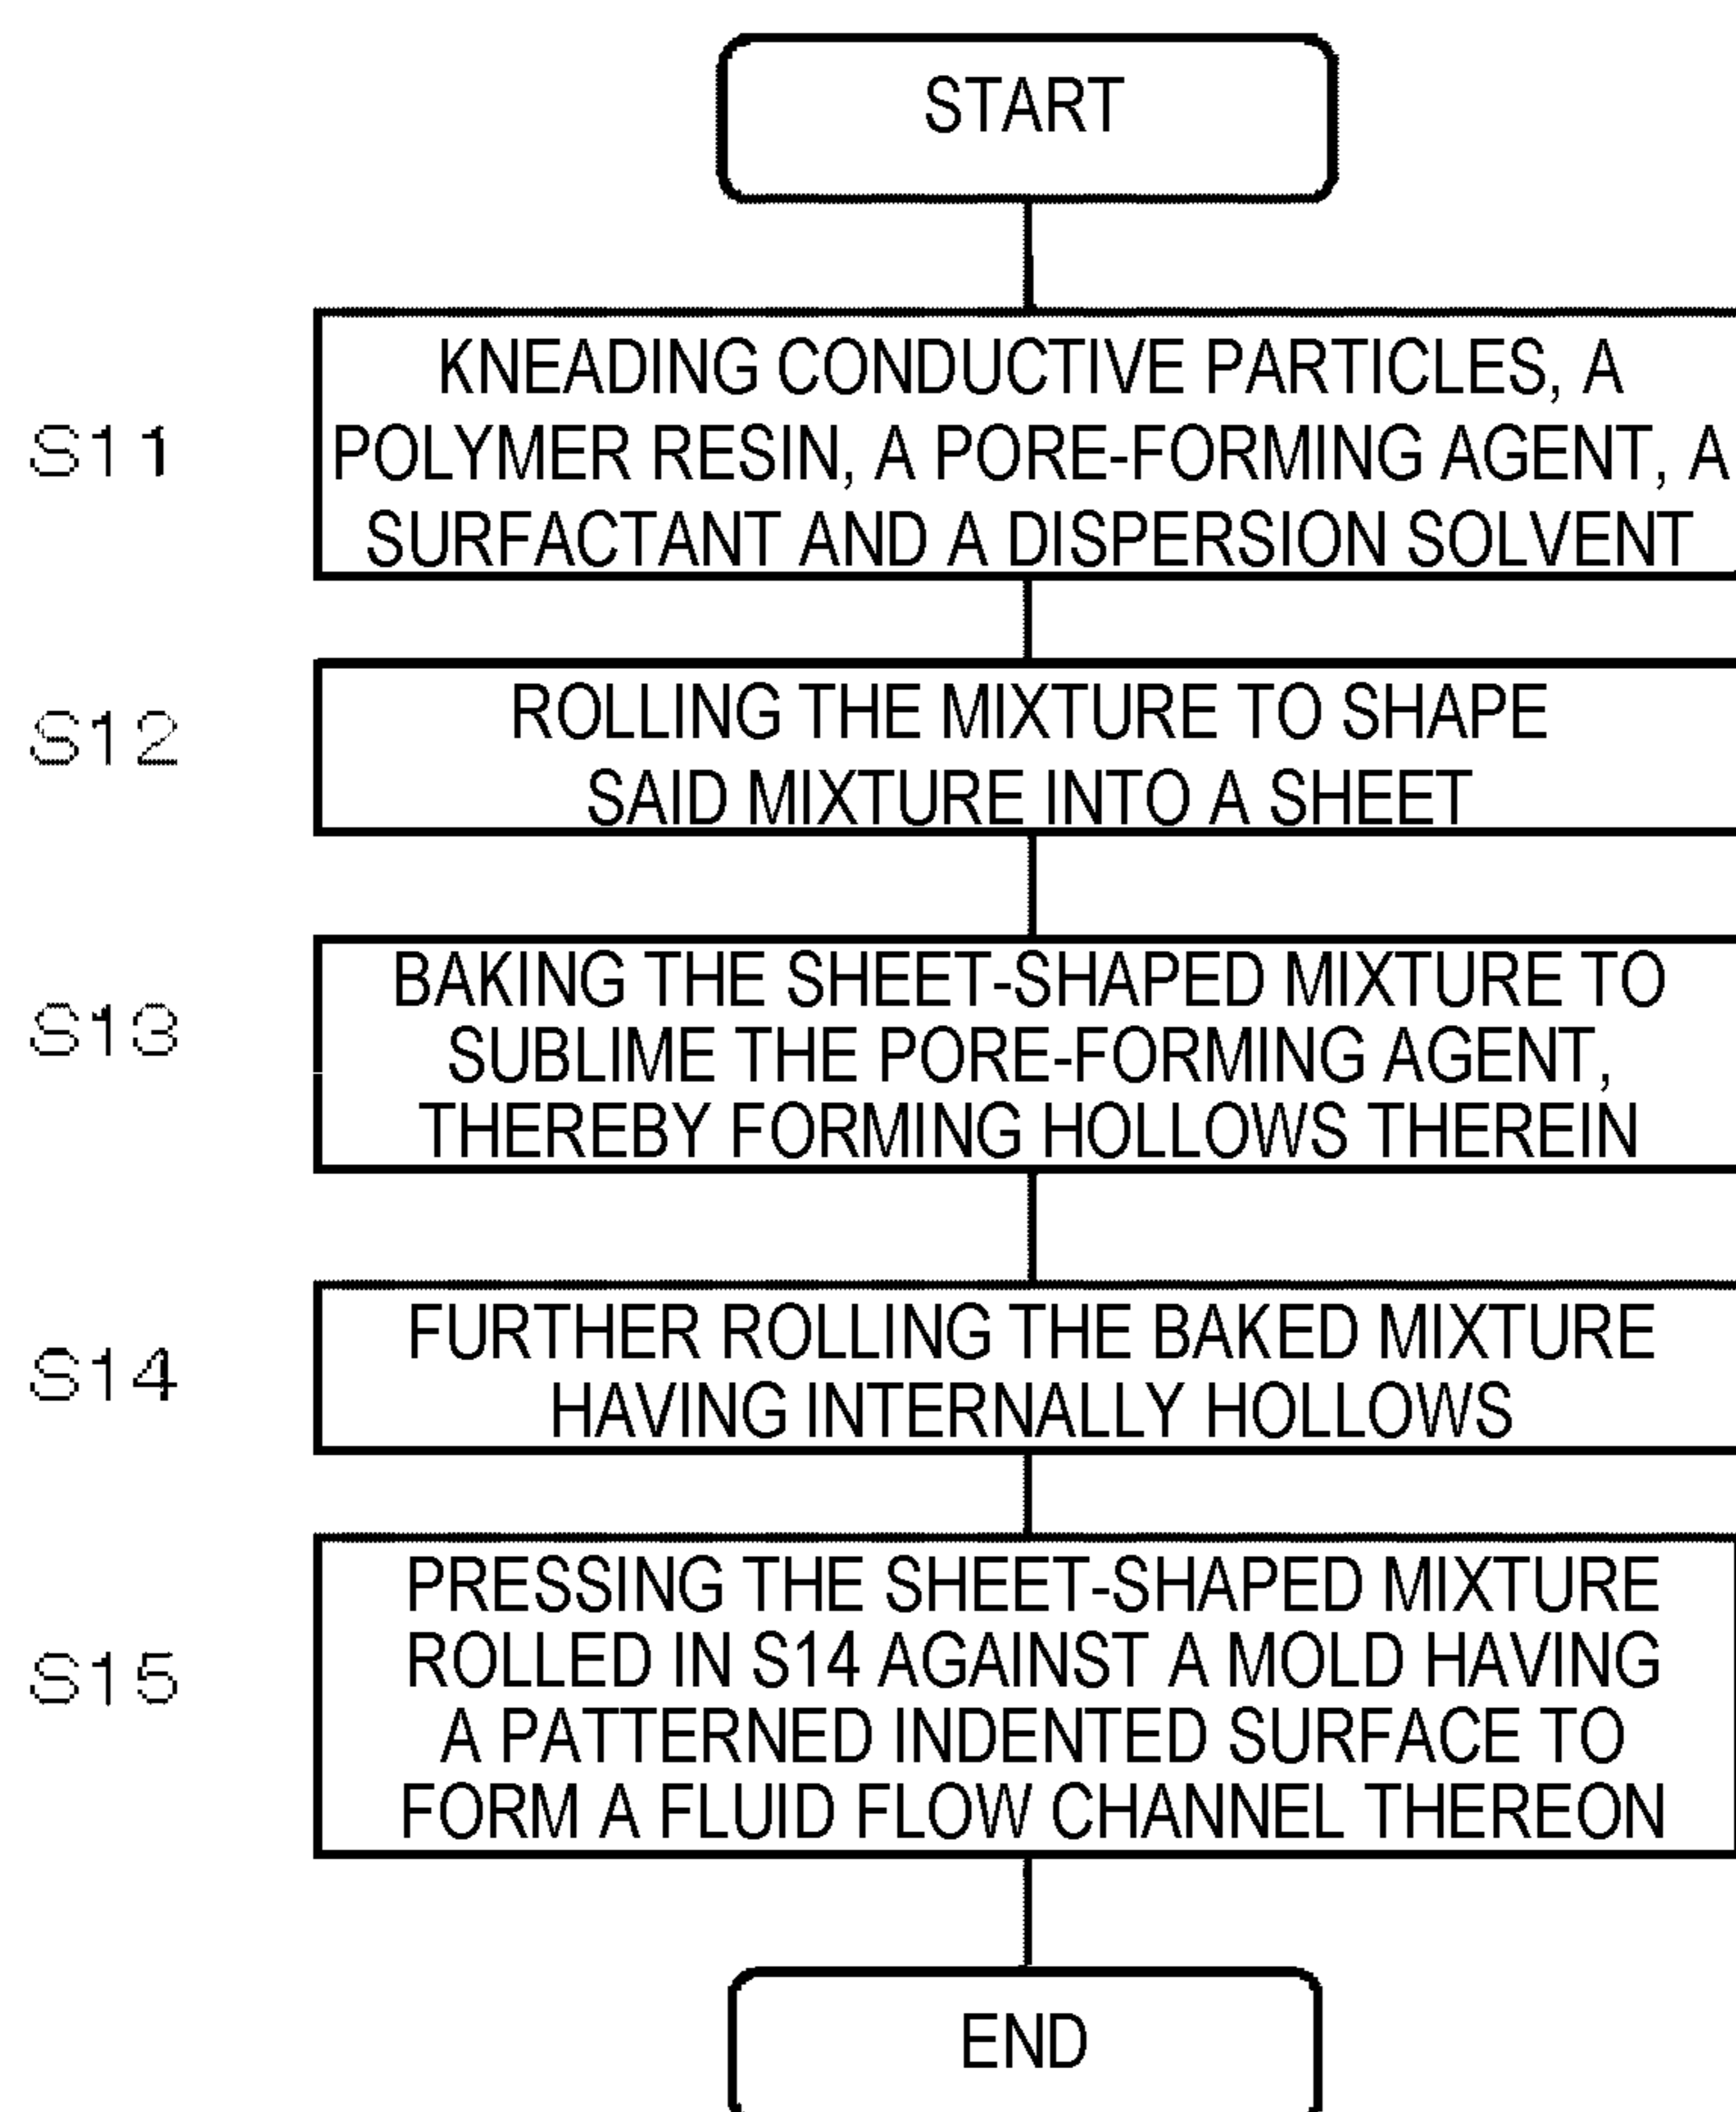 START
S11
KNEADING CONDUCTIVE PARTICLES, A
POLYMER RESIN, A PORE-FORMING AGENT, A
SURFACTANT AND A DISPERSION SOLVENT
S12
ROLLING THE MIXTURE TO SHAPE
SAID MIXTURE INTO A SHEET
S13
BAKING THE SHEET-SHAPED MIXTURE TO
SUBLIME THE PORE-FORMING AGENT,
THEREBY FORMING HOLLOWS THEREIN
S14
FURTHER ROLLING THE BAKED MIXTURE
HAVING INTERNALLY HOLLOWS
S15
PRESSING THE SHEET-SHAPED MIXTURE
ROLLED IN S14 AGAINST A MOLD HAVING
A PATTERNED INDENTED SURFACE TO
FORM A FLUID FLOW CHANNEL THEREON
END